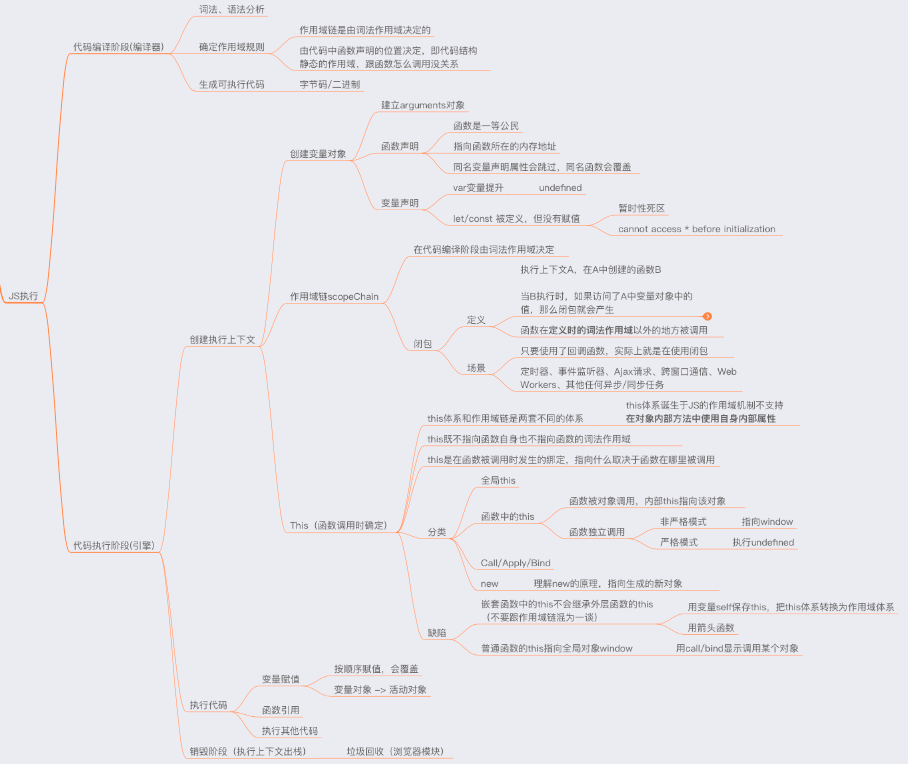 JS执行
代码编译阶段(编译器)
词法、语法分析
确定作用域规则
作用域链是由词法作用域决定的
由代码中函数声明的位置决定，即代码结构
静态的作用域，跟函数怎么调用没关系
生成可执行代码
字节码/二进制
代码执行阶段(引擎)
创建执行上下文
创建变量对象
建立arguments对象
函数声明
函数是一等公民
指向函数所在的内存地址
同名变量声明属性会跳过，同名函数会覆盖
变量声明
var变量提升
undefined
let/const 被定义，但没有赋值
暂时性死区
cannot access * before initialization
作用域链scopeChain
在代码编译阶段由词法作用域决定
闭包
定义
执行上下文A，在A中创建的函数B
当B执行时，如果访问了A中变量对象中的
值，那么闭包就会产生
函数在定义时的词法作用域以外的地方被调用
场景
只要使用了回调函数，实际上就是在使用闭包
定时器、事件监听器、Ajax请求、跨窗口通信、Web
Workers、其他任何异步/同步任务
This（函数调用时确定）
this体系和作用域链是两套不同的体系
this体系诞生于JS的作用域机制不支持
在对象内部方法中使用自身内部属性
this既不指向函数自身也不指向函数的词法作用域
this是在函数被调用时发生的绑定，指向什么取决于函数在哪里被调用
分类
全局this
函数中的this
函数被对象调用，内部this指向该对象
函数独立调用
非严格模式
指向window
严格模式
执行undefined
Call/Apply/Bind
new
理解new的原理，指向生成的新对象
缺陷
嵌套函数中的this不会继承外层函数的this
（不要跟作用域链混为一谈）
用变量self保存this，把this体系转换为作用域体系
用箭头函数
普通函数的this指向全局对象window
用call/bind显示调用某个对象
执行代码
变量赋值
按顺序赋值，会覆盖
变量对象 –> 活动对象
函数引用
执行其他代码
销毁阶段（执行上下文出栈）
垃圾回收（浏览器模块）